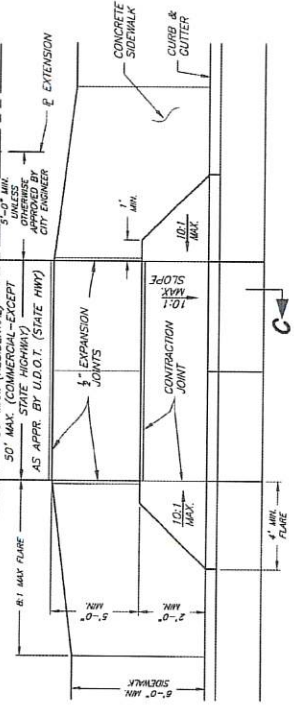 50' MAX. (COMMERCIAL-EXCEPT
STATE HIGHWAY)
AS APPR. BY U.D.O.T. (STATE HWY)
5'-0" MIN.
UNLESS
OTHERWISE
APPROVED BY
CITY ENGINEER
℄ EXTENSION
8:1 MAX FLARE
CONCRETE
SIDEWALK
1'
MIN.
½" EXPANSION
JOINTS
5'-0"
MIN.
CURB &
GUTTER
10:1
MAX.
SLOPE
10:1
MAX.
CONTRACTION
JOINT
10:1
MAX.
2'-0"
MIN.
6'-0" MIN.
SIDEWALK
4' MIN.
FLARE
C